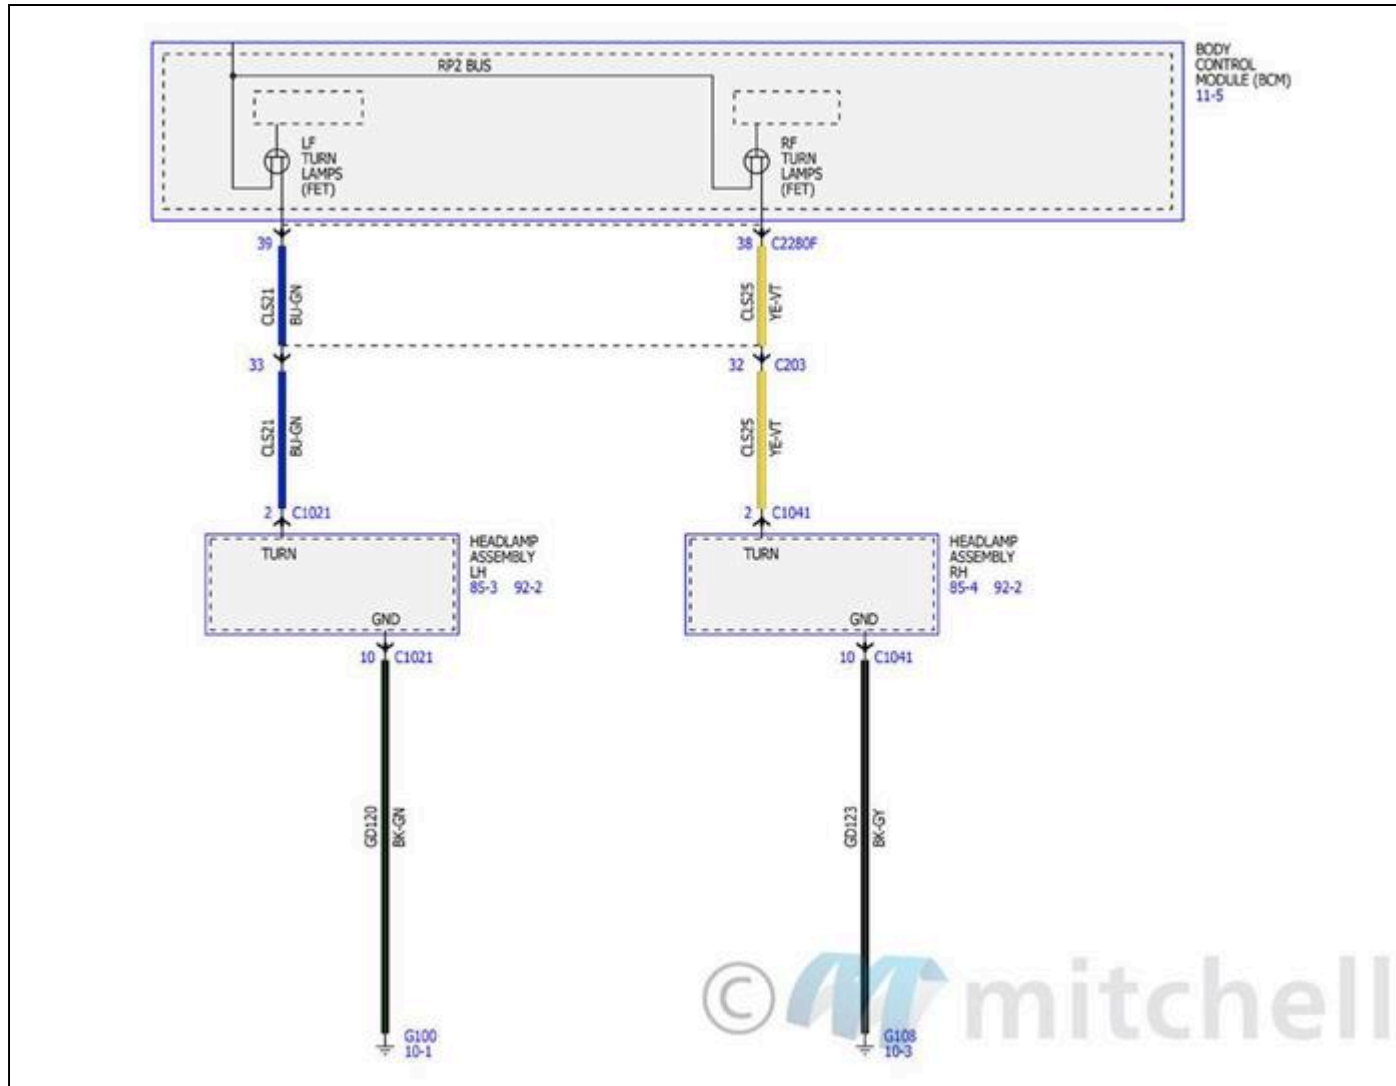 BODY
CONTROL
MODULE (BCM)
11-5
RP2 BUS
LF
TURN
LAMPS
(FET)
RF
TURN
LAMPS
(FET)
39
38 C2280F
CLS21
BU-GN
CLS25
YE-VT
33
32 C203
CLS21
BU-GN
CLS25
YE-VT
2 C1021
2 C1041
TURN
HEADLAMP
ASSEMBLY
LH
85-3 92-2
GND
TURN
HEADLAMP
ASSEMBLY
RH
85-4 92-2
GND
10 C1021
10 C1041
GD120
BK-GN
GD123
BK-GY
G100
10-1
G108
10-3
© mitchell